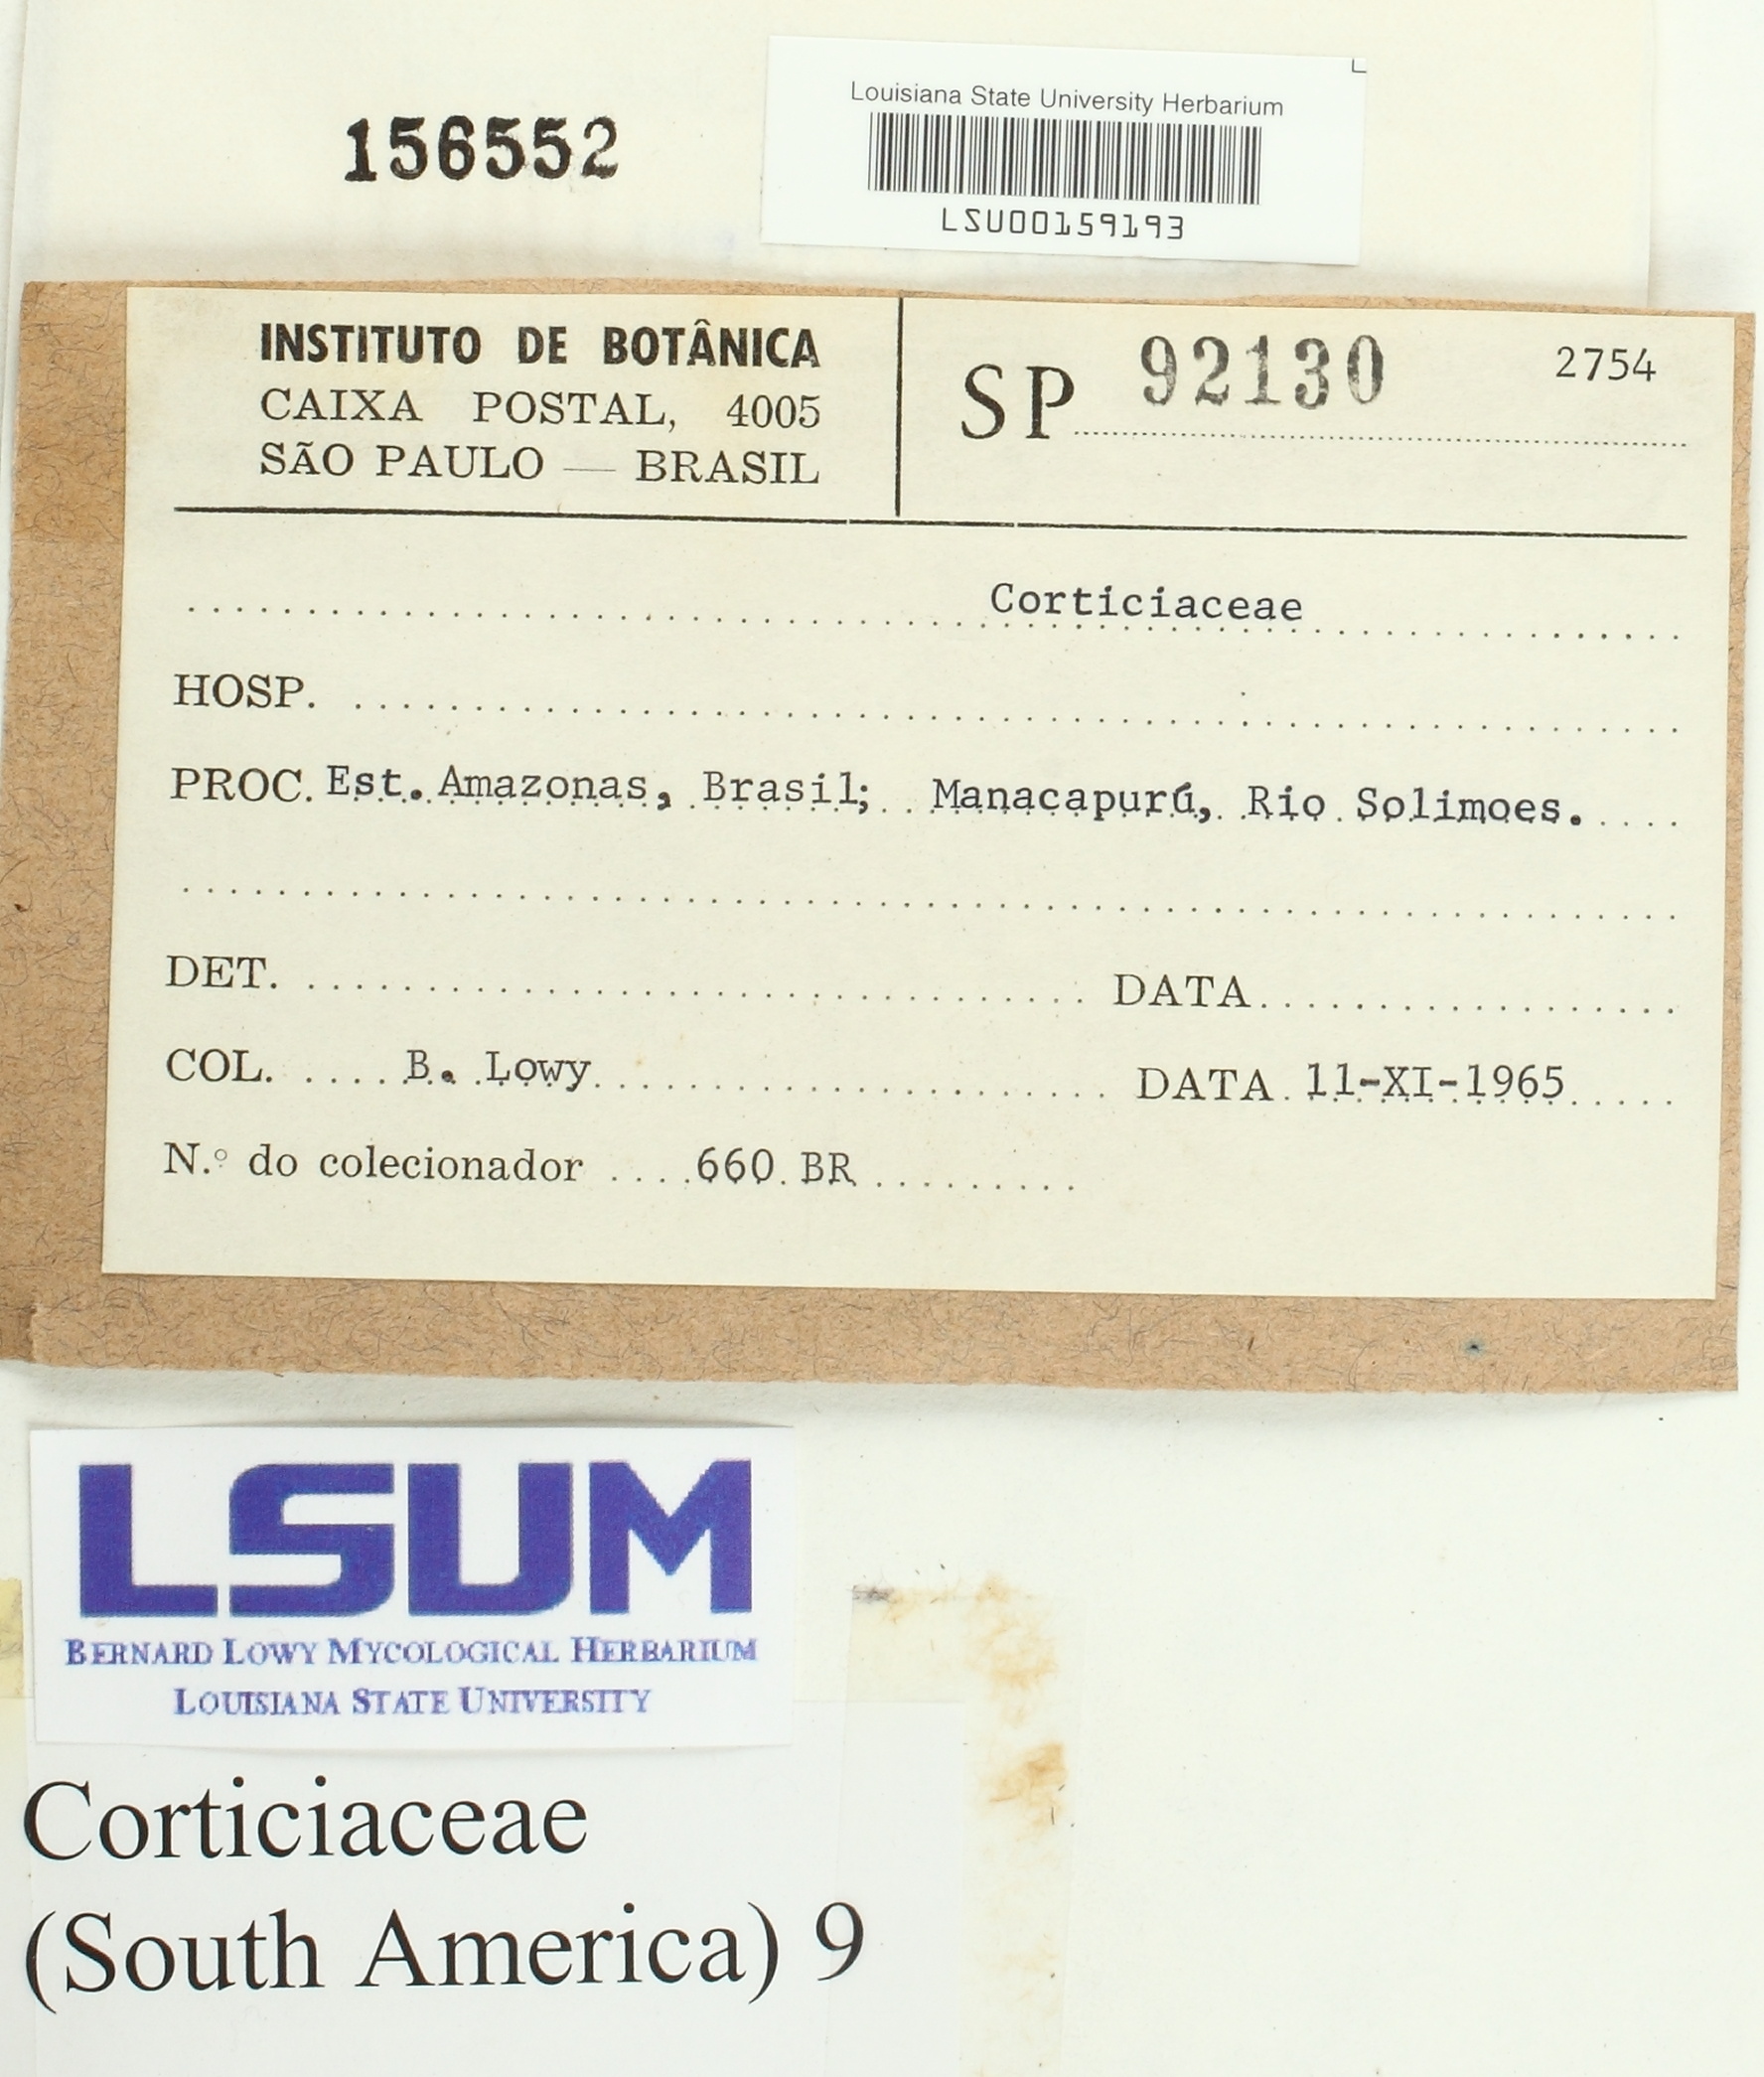 156552
Louisiana State University Herbarium
LSU00159193
INSTITUTO DE BOTÂNICA
CAIXA POSTAL, 4005
SÃO PAULO — BRASIL
SP 92130 2754
Corticiaceae
HOSP.
PROC. Est. Amazonas, Brasil; Manacapurú, Rio Solimoes.
DET. DATA
COL. B. Lowy DATA 11-XI-1965
N.º do colecionador 660 BR
LSUM
BERNARD LOWY MYCOLOGICAL HERBARIUM
LOUISIANA STATE UNIVERSITY
Corticiaceae
(South America) 9